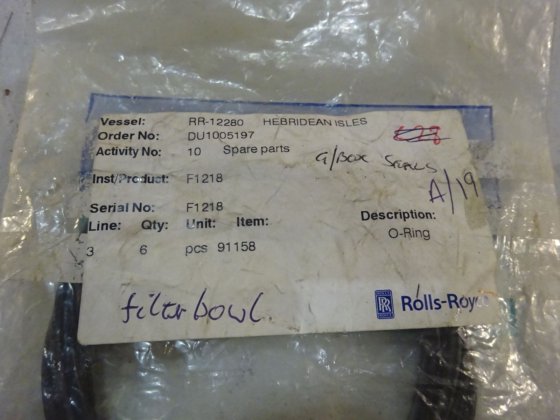 Vessel: RR-12280 HEBRIDEAN ISLES
Order No: DU1005197
Activity No: 10 Spare parts
G/Box Seals
A/19
Inst/Product: F1218
Serial No: F1218
Line: Qty: Unit: Item: Description:
3 6 pcs 91158 O-Ring
filter bowl.
RR Rolls-Royce